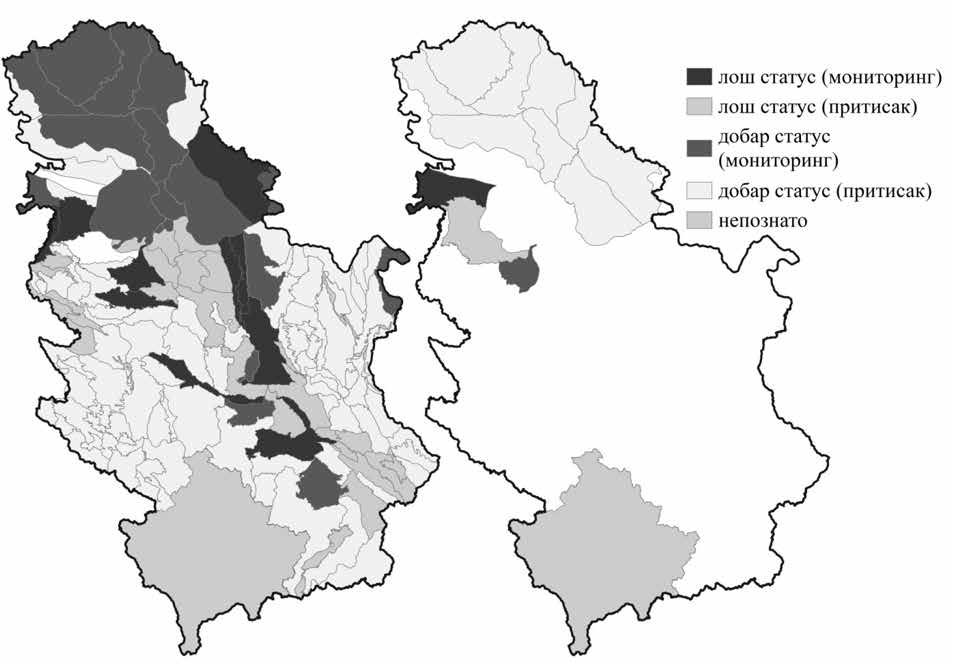 лош статус (мониторинг)
лош статус (притисак)
добар статус
(мониторинг)
добар статус (притисак)
непознато